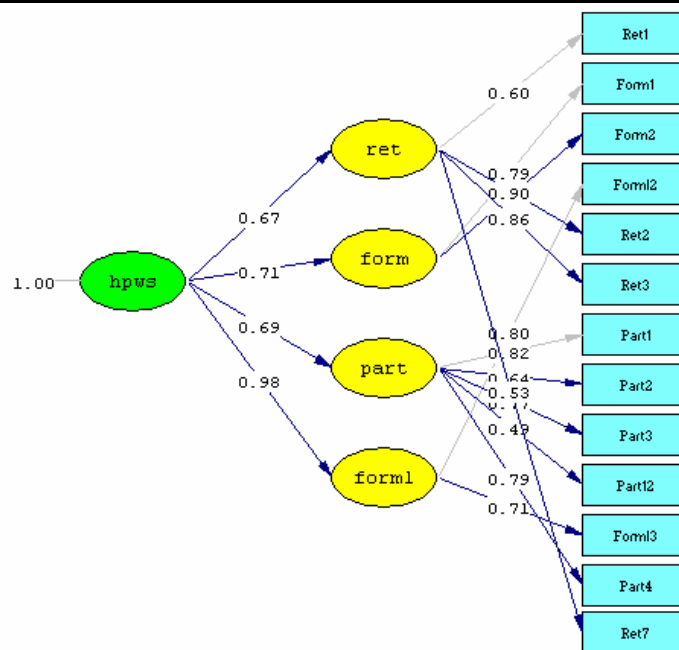 Ret1
Form1
0.60
Form2
ret
0.79
Forml2
0.90
0.67
0.86
Ret2
form
0.71
1.00
hpws
Ret3
0.69
0.80
Part1
0.82
part
0.64
Part2
0.98
0.53
0.49
Part3
forml
0.79
Part12
0.71
Forml3
Part4
Ret7